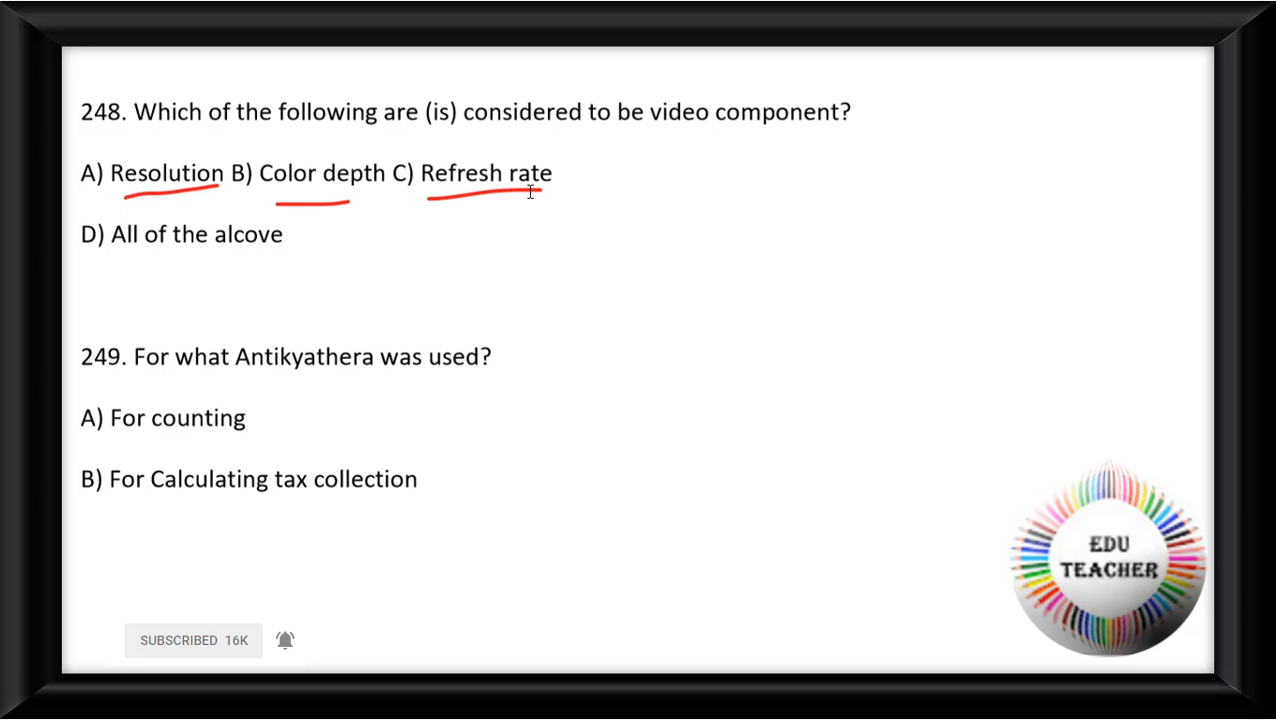 248. Which of the following are (is) considered to be video component?
A) Resolution B) Color depth C) Refresh rate
D) All of the alcove
249. For what Antikyathera was used?
A) For counting
B) For Calculating tax collection
EDU
TEACHER
SUBSCRIBED 16K